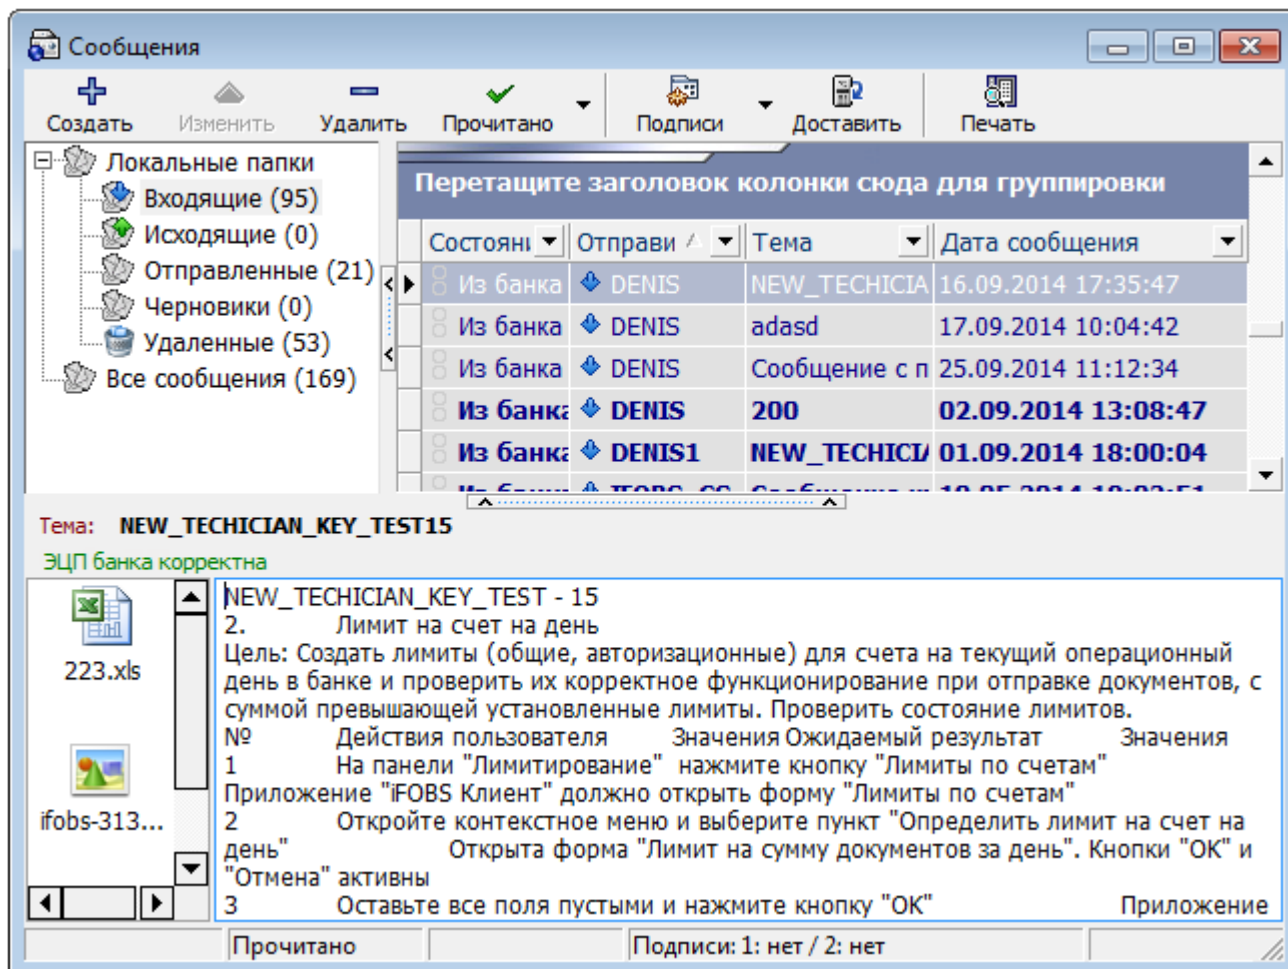 Сообщения
Создать Изменить Удалить Прочитано Подписи Доставить Печать
Локальные папки
Входящие (95)
Исходящие (0)
Отправленные (21)
Черновики (0)
Удаленные (53)
Все сообщения (169)
Перетащите заголовок колонки сюда для группировки
Состояни Отправи Тема Дата сообщения
Из банка DENIS NEW_TECHICIA 16.09.2014 17:35:47
Из банка DENIS adasd 17.09.2014 10:04:42
Из банка DENIS Сообщение с п 25.09.2014 11:12:34
Из банка DENIS 200 02.09.2014 13:08:47
Из банка DENIS1 NEW_TECHICIA 01.09.2014 18:00:04
Тема: NEW_TECHICIAN_KEY_TEST15
ЭЦП банка корректна
223.xls
ifobs-313...
NEW_TECHICIAN_KEY_TEST - 15
2. Лимит на счет на день
Цель: Создать лимиты (общие, авторизационные) для счета на текущий операционный
день в банке и проверить их корректное функционирование при отправке документов, с
суммой превышающей установленные лимиты. Проверить состояние лимитов.
№ Действия пользователя Значения Ожидаемый результат Значения
1 На панели "Лимитирование" нажмите кнопку "Лимиты по счетам"
Приложение "iFOBS Клиент" должно открыть форму "Лимиты по счетам"
2 Откройте контекстное меню и выберите пункт "Определить лимит на счет на
день" Открыта форма "Лимит на сумму документов за день". Кнопки "ОК" и
"Отмена" активны
3 Оставьте все поля пустыми и нажмите кнопку "ОК" Приложение
Прочитано Подписи: 1: нет / 2: нет